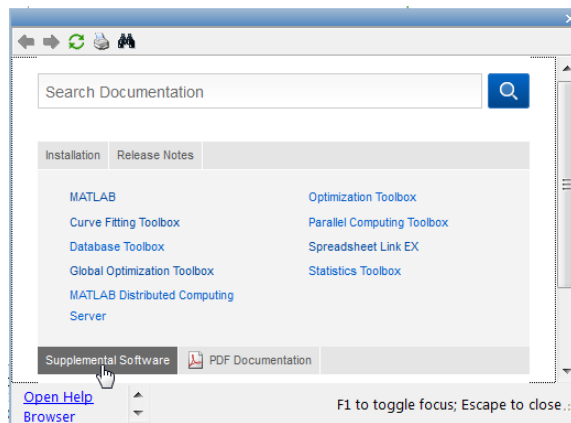 Search Documentation
Installation Release Notes
MATLAB
Curve Fitting Toolbox
Database Toolbox
Global Optimization Toolbox
MATLAB Distributed Computing
Server
Optimization Toolbox
Parallel Computing Toolbox
Spreadsheet Link EX
Statistics Toolbox
Supplemental Software PDF Documentation
Open Help
Browser
F1 to toggle focus; Escape to close